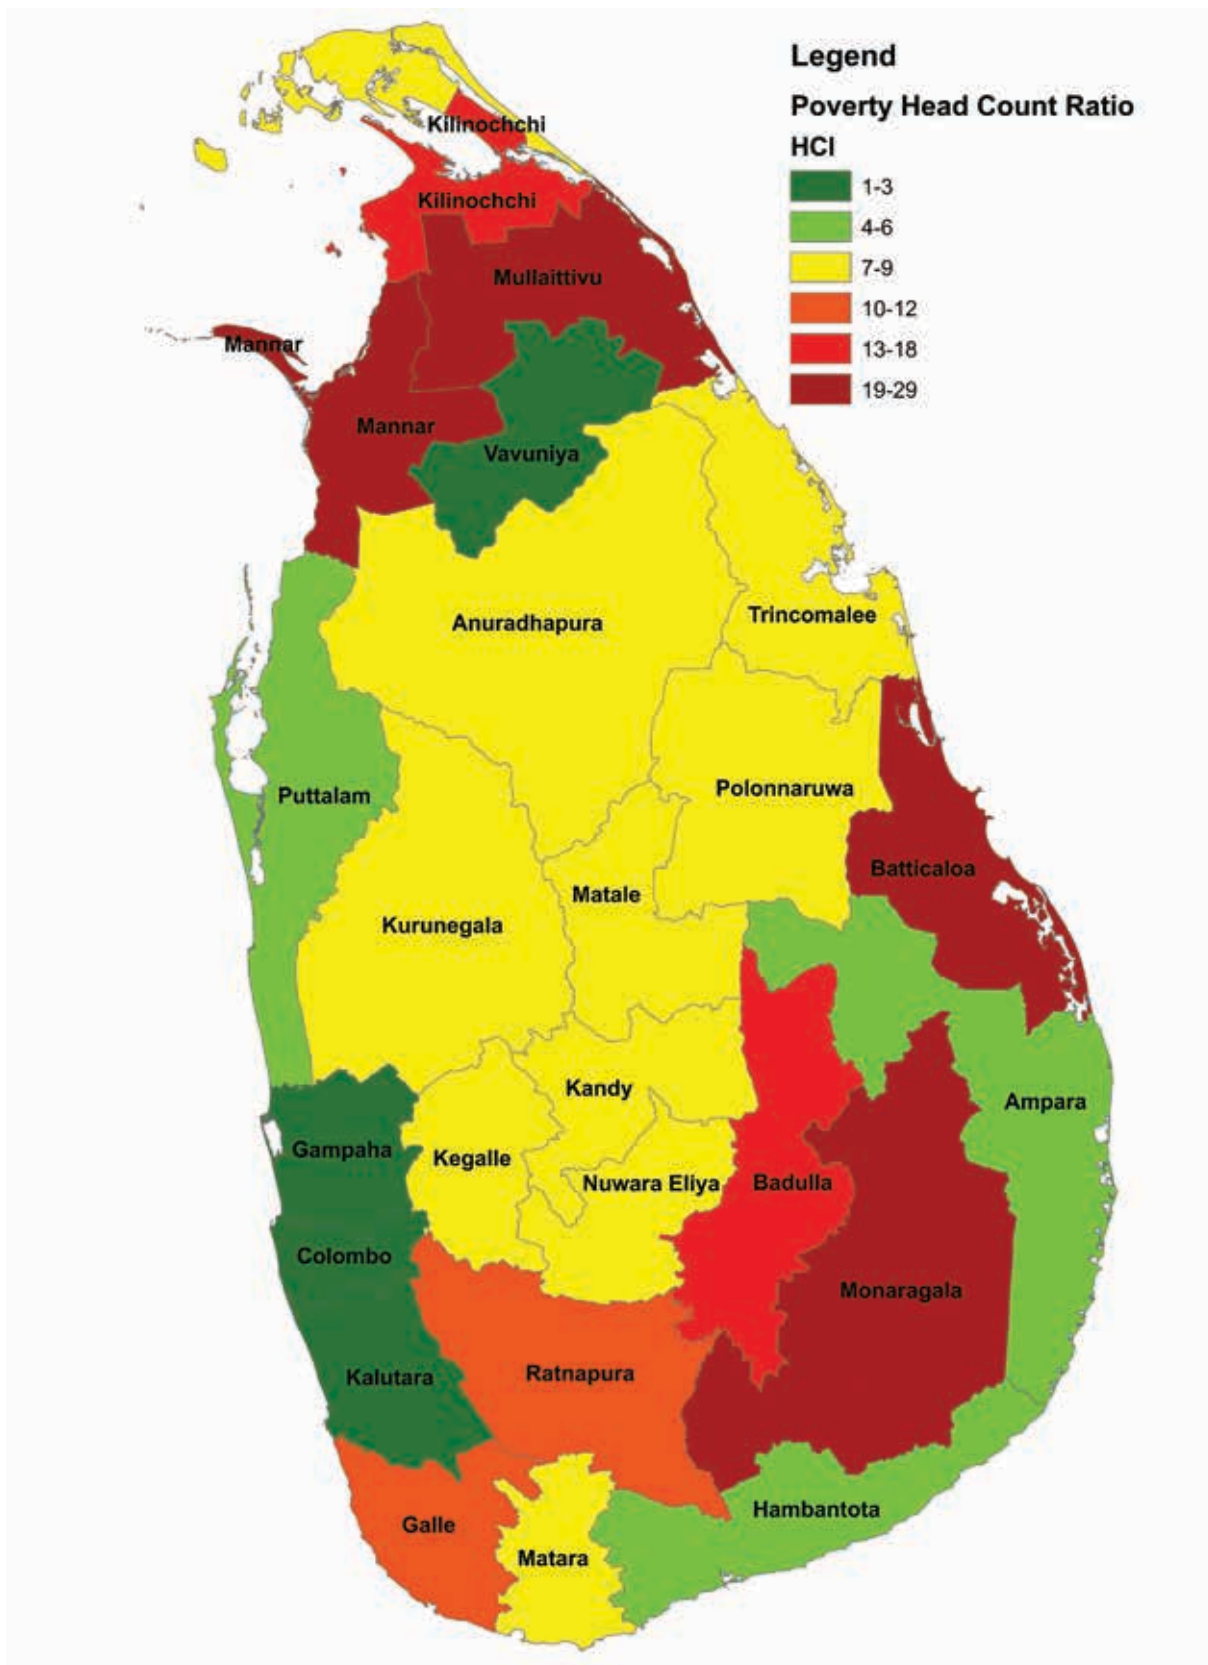 Legend
Poverty Head Count Ratio
HCI
1-3
4-6
7-9
10-12
13-18
19-29
Kilinochchi
Kilinochchi
Mullaittivu
Mannar
Mannar
Vavuniya
Anuradhapura
Trincomalee
Puttalam
Polonnaruwa
Batticaloa
Matale
Kurunegala
Kandy
Ampara
Gampaha
Kegalle
Nuwara Eliya
Badulla
Colombo
Monaragala
Kalutara
Ratnapura
Hambantota
Galle
Matara